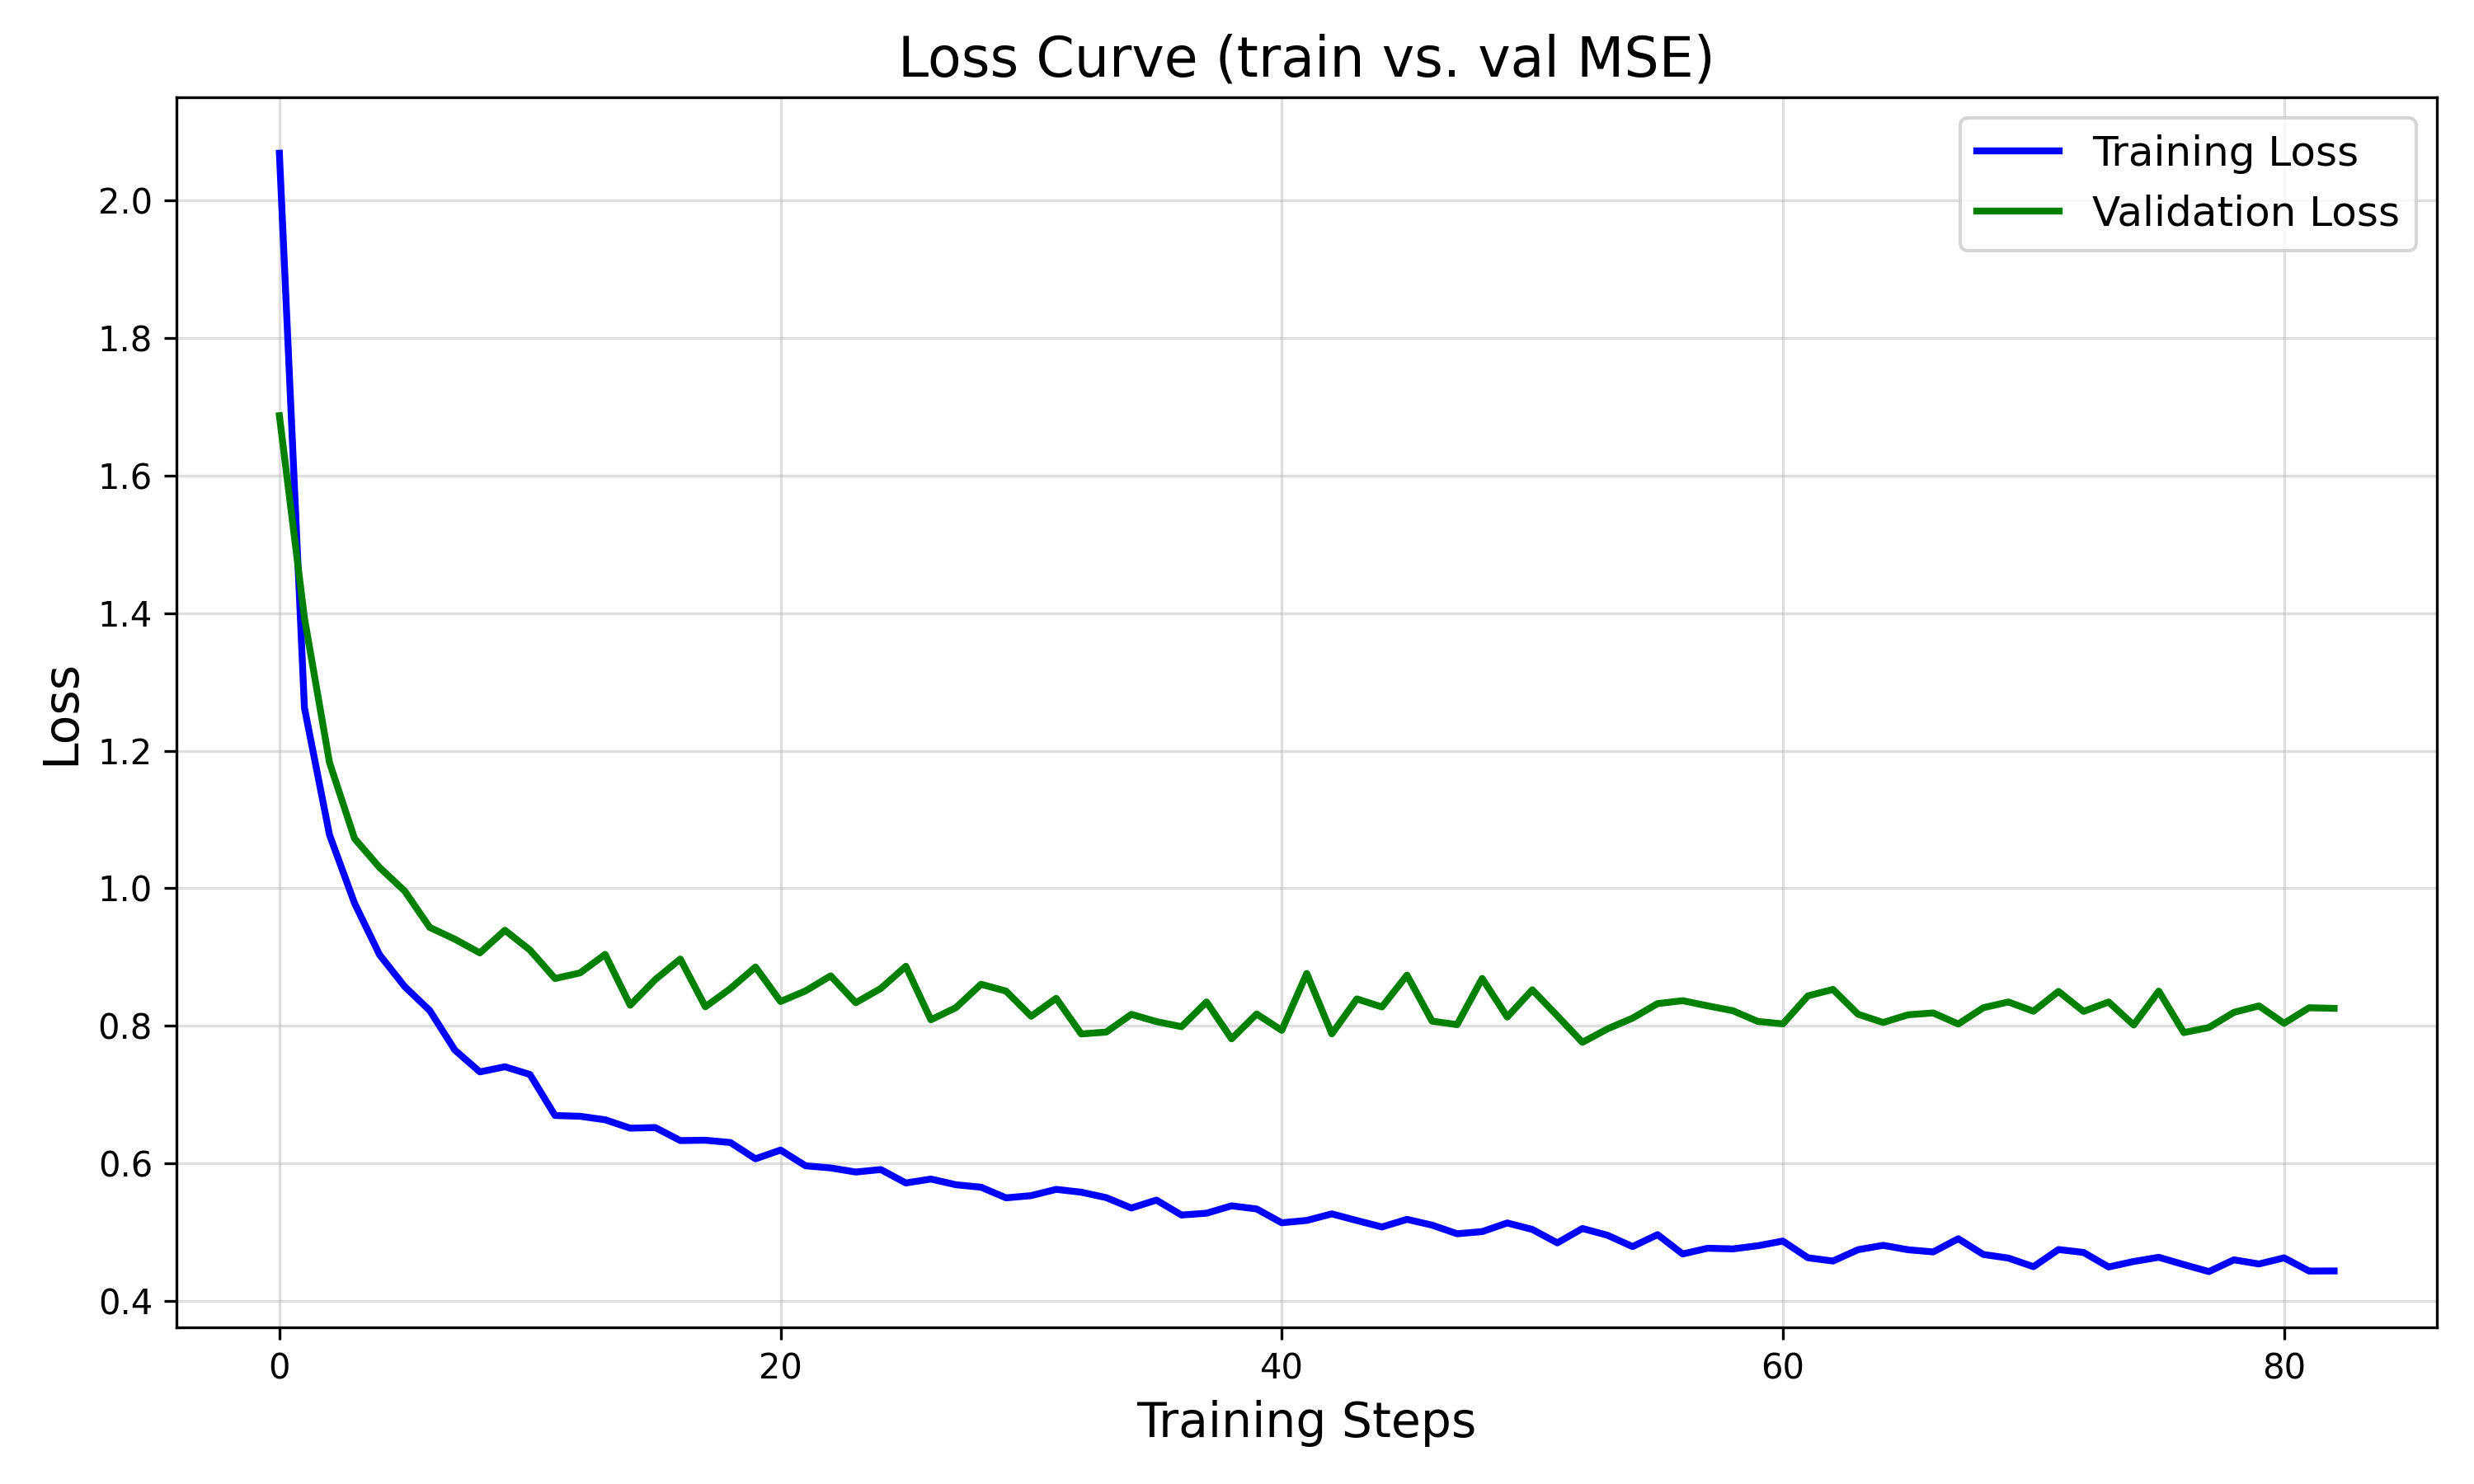 Loss Curve (train vs. val MSE)
Training Loss
Validation Loss
2.0
1.8
1.6
1.4
1.2
1.0
0.8
0.6
0.4
Loss
0 20 40 60 80
Training Steps